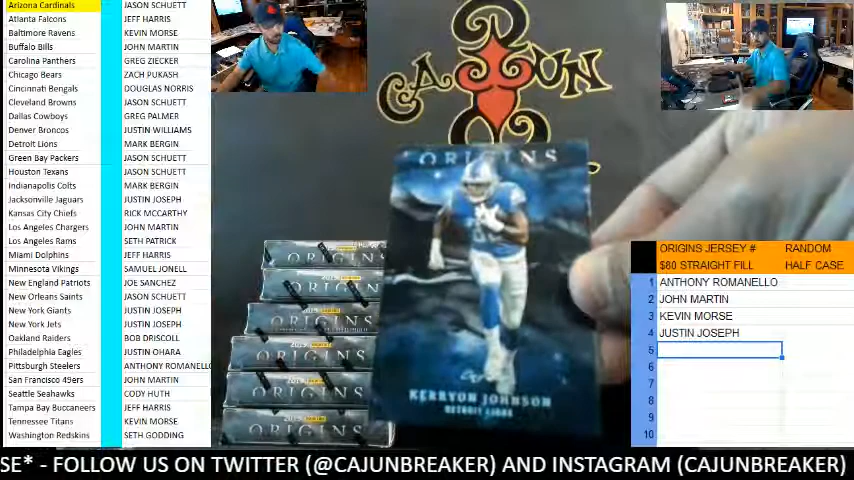 Arizona Cardinals JASON SCHUETT
Atlanta Falcons JEFF HARRIS
Baltimore Ravens KEVIN MORSE
Buffalo Bills JOHN MARTIN
Carolina Panthers GREG ZIECKER
Chicago Bears ZACH PUKASH
Cincinnati Bengals DOUGLAS NORRIS
Cleveland Browns JASON SCHUETT
Dallas Cowboys GREG PALMER
Denver Broncos JUSTIN WILLIAMS
Detroit Lions MARK BERGIN
Green Bay Packers JASON SCHUETT
Houston Texans JASON SCHUETT
Indianapolis Colts MARK BERGIN
Jacksonville Jaguars JUSTIN JOSEPH
Kansas City Chiefs RICK MCCARTHY
Los Angeles Chargers JOHN MARTIN
Los Angeles Rams SETH PATRICK
Miami Dolphins JEFF HARRIS
Minnesota Vikings SAMUEL JONELL
New England Patriots JOE SANCHEZ
New Orleans Saints JASON SCHUETT
New York Giants JUSTIN JOSEPH
New York Jets JUSTIN JOSEPH
Oakland Raiders BOB DRISCOLL
Philadelphia Eagles JUSTIN OHARA
Pittsburgh Steelers ANTHONY ROMANELLO
San Francisco 49ers JOHN MARTIN
Seattle Seahawks CODY HUTH
Tampa Bay Buccaneers JEFF HARRIS
Tennessee Titans KEVIN MORSE
Washington Redskins SETH GODDING
CAJUN
ORIGINS
KERRYON JOHNSON
DETROIT LIONS
ORIGINS
ORIGINS
ORIGINS
ORIGINS
ORIGINS
ORIGINS JERSEY # RANDOM
$80 STRAIGHT FILL HALF CASE
1 ANTHONY ROMANELLO
2 JOHN MARTIN
3 KEVIN MORSE
4 JUSTIN JOSEPH
5
6
7
8
9
10
SE* - FOLLOW US ON TWITTER (@CAJUNBREAKER) AND INSTAGRAM (CAJUNBREAKER)